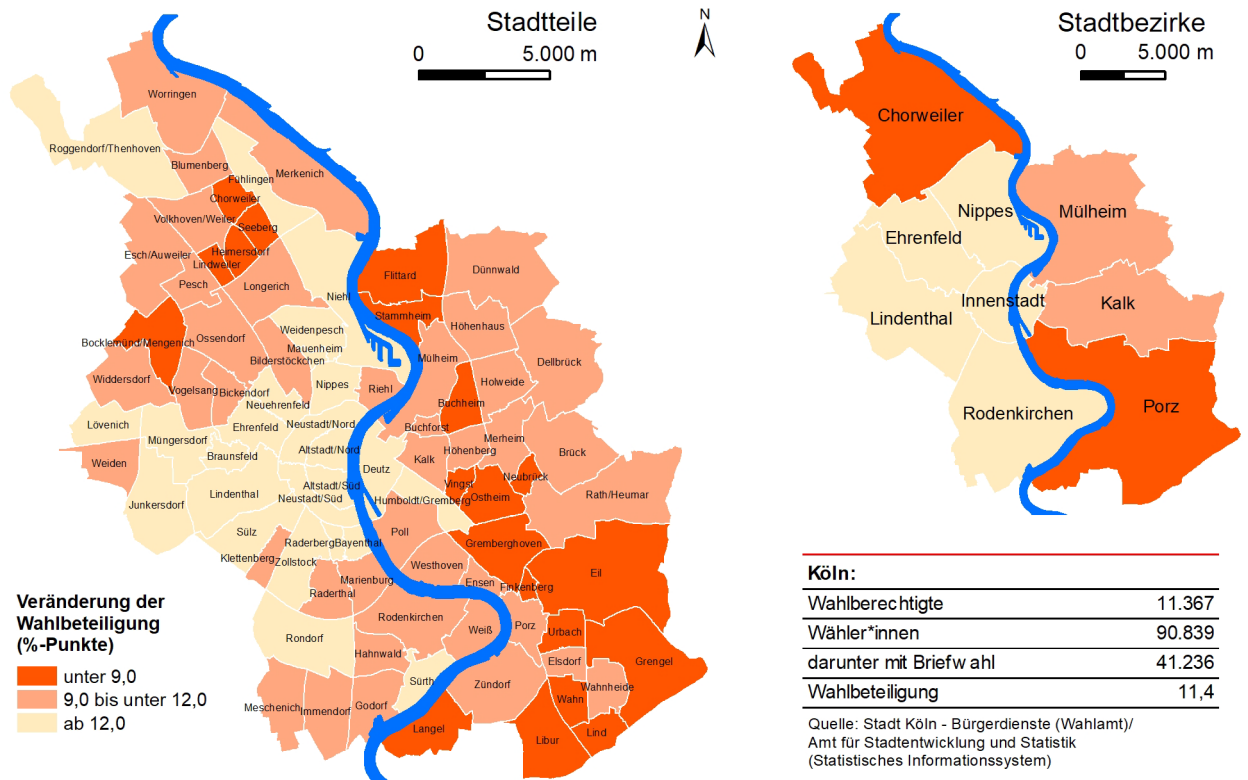 Stadtteile
0 5.000 m
N
Stadtbezirke
0 5.000 m
Worringen
Roggendorf/Thenhoven
Blumenberg
Fühlingen
Merkenich
Chorweiler
Volkhoven/Weiler
Seeberg
Heimersdorf
Esch/Auweiler
Lindweiler
Pesch
Longerich
Niehl
Flittard
Dünnwald
Stammheim
Höhenhaus
Weidenpesch
Ossendorf
Bocklemünd/Mengenich
Mauenheim
Bilderstöckchen
Mülheim
Dellbrück
Widdersdorf
Vogelsang
Bickendorf
Nippes
Riehl
Holweide
Neuehrenfeld
Buchheim
Lövenich
Müngersdorf
Ehrenfeld
Neustadt/Nord
Buchforst
Merheim
Braunsfeld
Altstadt/Nord
Höhenberg
Brück
Weiden
Deutz
Kalk
Altstadt/Süd
Vingst
Neubrück
Lindenthal
Neustadt/Süd
Humboldt/Gremberg
Ostheim
Rath/Heumar
Junkersdorf
Sülz
Raderberg
Bayenthal
Poll
Gremberghoven
Klettenberg
Zollstock
Westhoven
Eil
Marienburg
Ensen
Finkenberg
Raderthal
Rodenkirchen
Weiß
Porz
Urbach
Rondorf
Hahnwald
Elsdorf
Grengel
Sürth
Zündorf
Wahnheide
Wahn
Meschenich
Immendorf
Godorf
Langel
Libur
Lind
Chorweiler
Nippes
Mülheim
Ehrenfeld
Innenstadt
Kalk
Lindenthal
Rodenkirchen
Porz
Veränderung der
Wahlbeteiligung
(%-Punkte)
unter 9,0
9,0 bis unter 12,0
ab 12,0
Köln:
Wahlberechtigte 11.367
Wähler*innen 90.839
darunter mit Briefwahl 41.236
Wahlbeteiligung 11,4
Quelle: Stadt Köln - Bürgerdienste (Wahlamt)/
Amt für Stadtentwicklung und Statistik
(Statistisches Informationssystem)